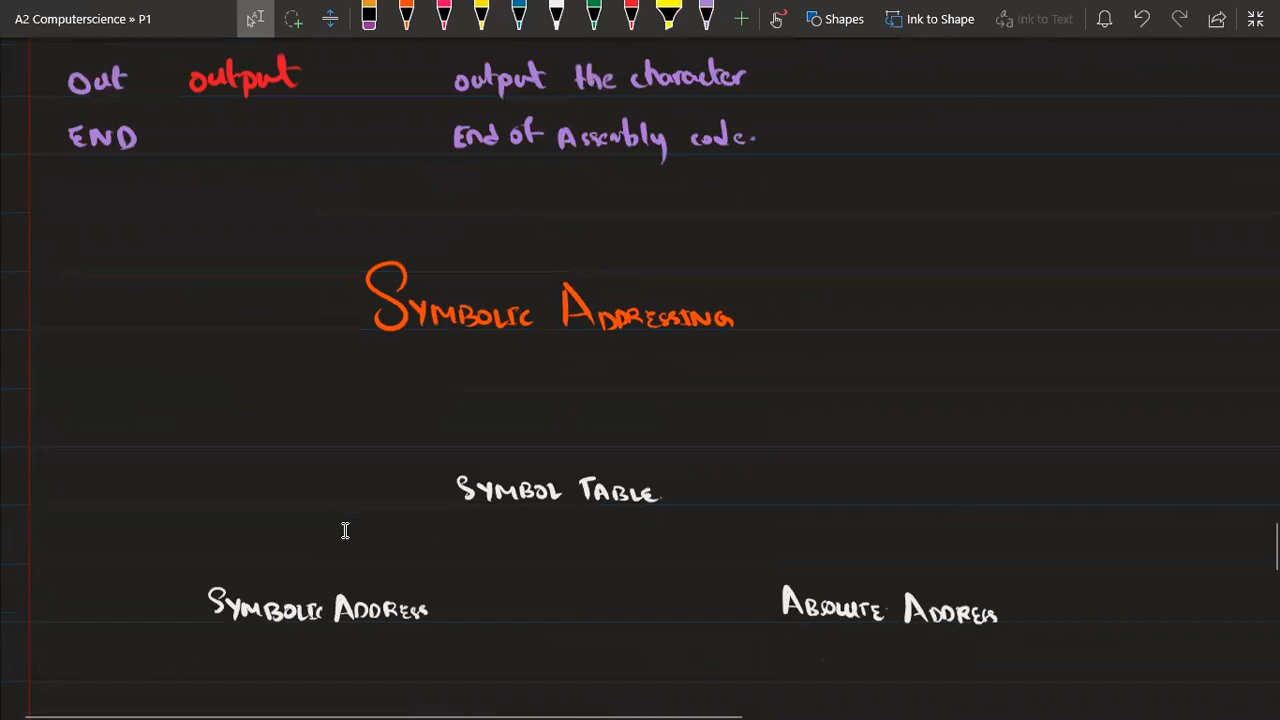 A2 Computerscience » P1
Shapes
Ink to Shape
Ink to Text
Out output output the character
END End of Assembly code.
SYMBOLIC ADDRESSING
SYMBOL TABLE
SYMBOLIC ADDRESS ABOLUTE ADDRESS